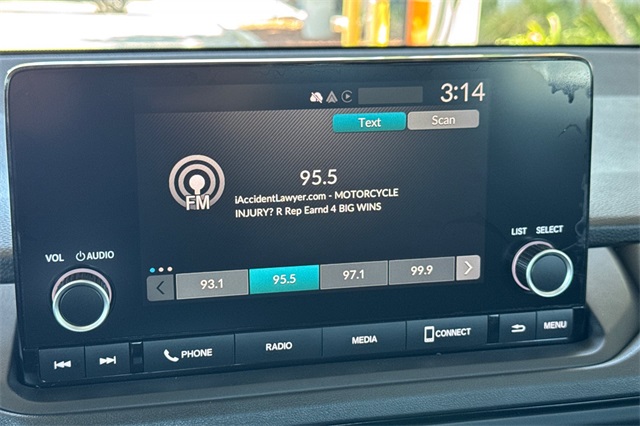 3:14
Text Scan
95.5
FM
iAccidentLawyer.com - MOTORCYCLE
INJURY? R Rep Earnd 4 BIG WINS
VOL AUDIO
LIST SELECT
93.1 95.5 97.1 99.9
PHONE RADIO MEDIA CONNECT MENU